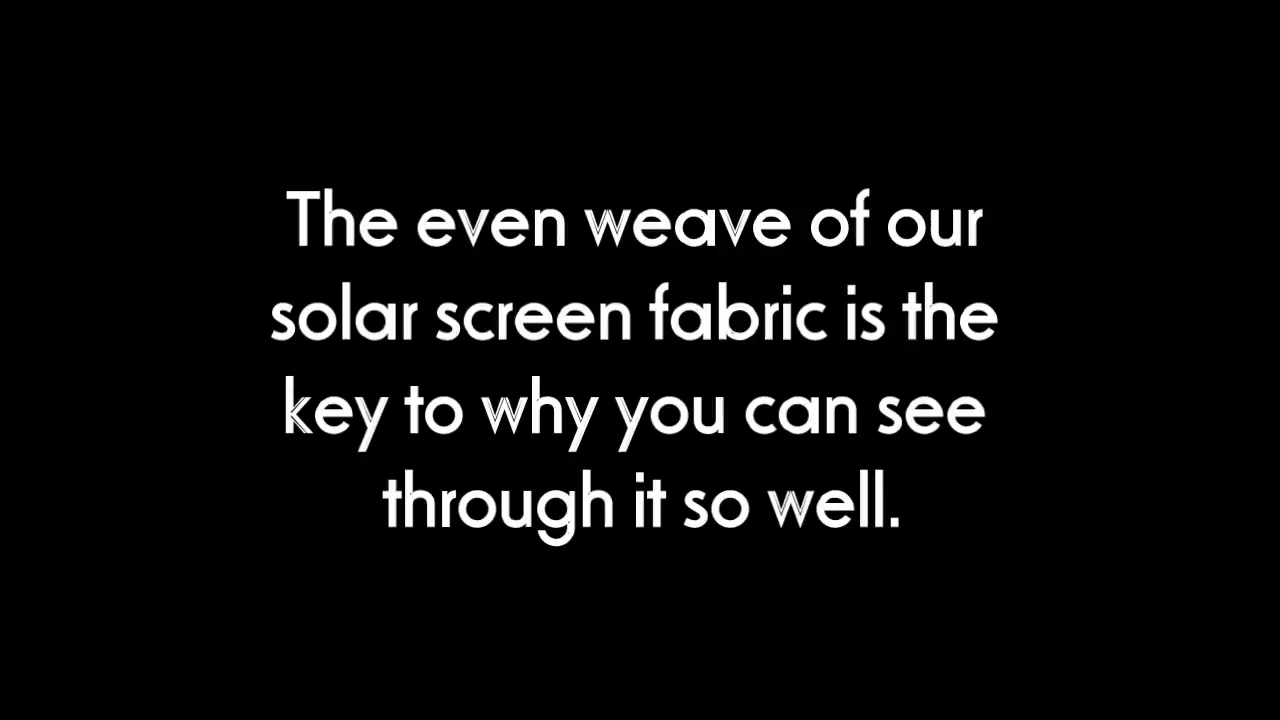 The even weave of our
solar screen fabric is the
key to why you can see
through it so well.